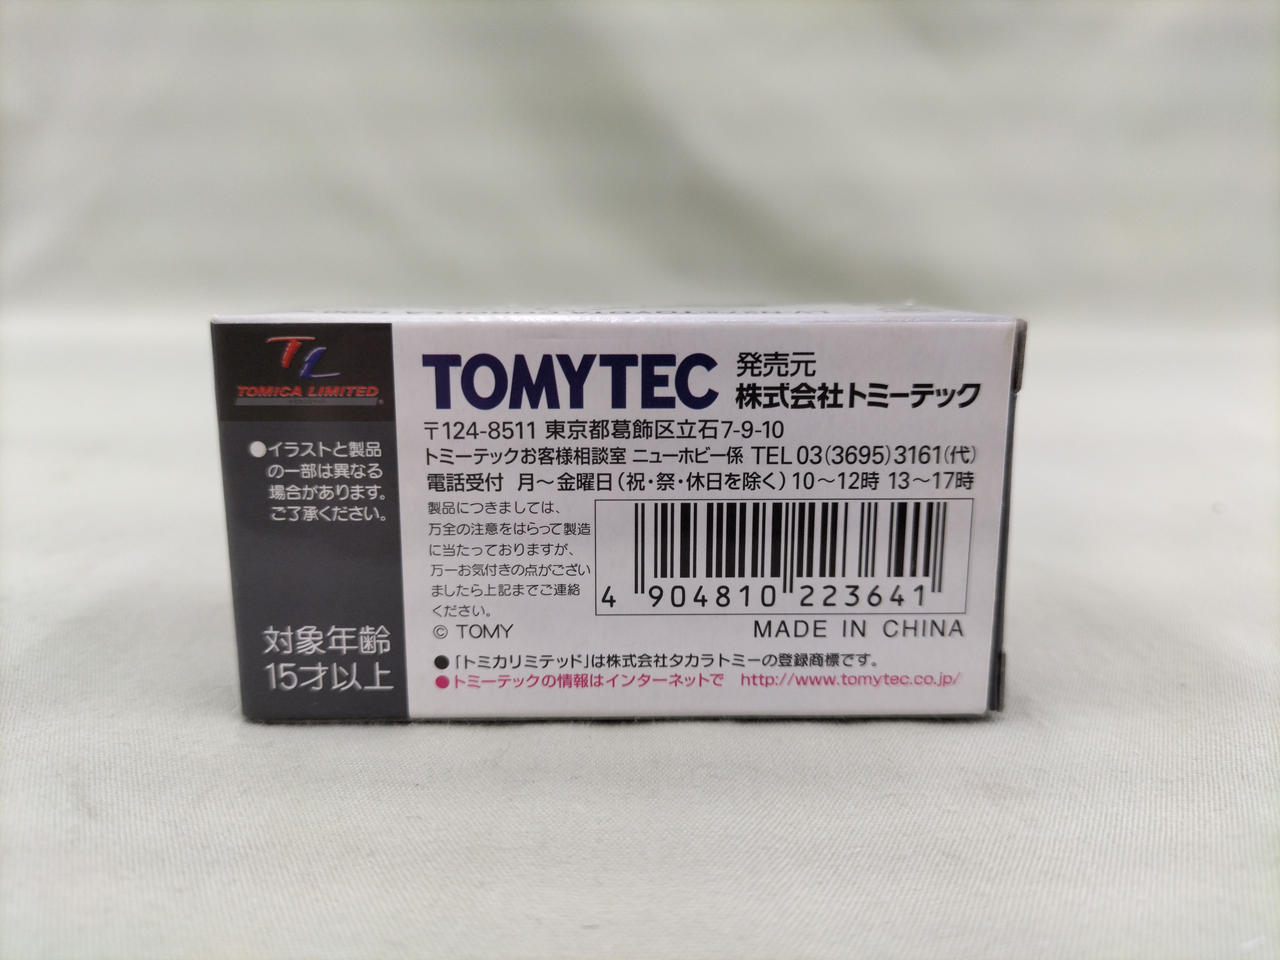 TL
TOMICA LIMITED
●イラストと製品
の一部は異なる
場合があります。
ご了承ください。
対象年齢
15才以上
TOMYTEC
発売元
株式会社トミーテック
〒124-8511 東京都葛飾区立石7-9-10
トミーテックお客様相談室 ニューホビー係 TEL 03(3695)3161(代)
電話受付 月～金曜日(祝・祭・休日を除く) 10～12時 13～17時
製品につきましては、
万全の注意をはらって製造
に当たっておりますが、
万一お気付きの点がござい
ましたら上記までご連絡
ください。
4 904810 223641
© TOMY
MADE IN CHINA
●「トミカリミテッド」は株式会社タカラトミーの登録商標です。
●トミーテックの情報はインターネットで http://www.tomytec.co.jp/